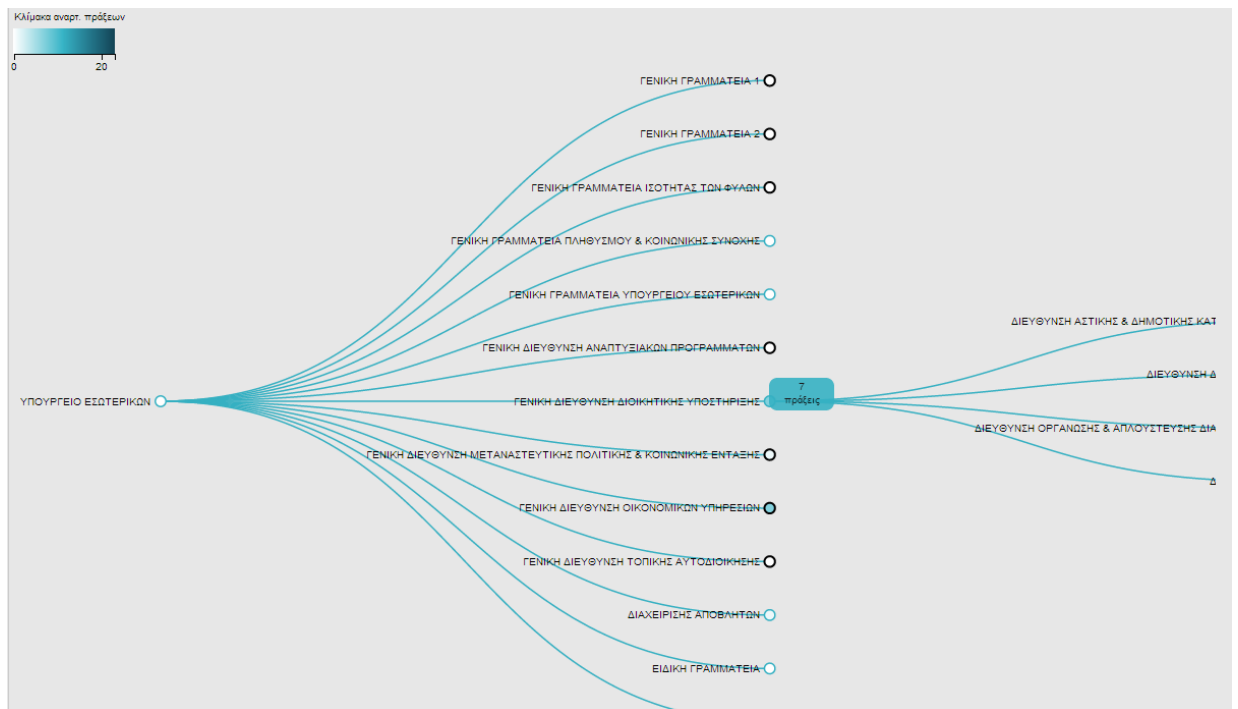 Κλίμακα αναρτ. πράξεων
0 20
ΓΕΝΙΚΗ ΓΡΑΜΜΑΤΕΙΑ 1
ΓΕΝΙΚΗ ΓΡΑΜΜΑΤΕΙΑ 2
ΓΕΝΙΚΗ ΓΡΑΜΜΑΤΕΙΑ ΙΣΟΤΗΤΑΣ ΤΩΝ ΦΥΛΩΝ
ΓΕΝΙΚΗ ΓΡΑΜΜΑΤΕΙΑ ΠΛΗΘΥΣΜΟΥ & ΚΟΙΝΩΝΙΚΗΣ ΣΥΝΟΧΗΣ
ΓΕΝΙΚΗ ΓΡΑΜΜΑΤΕΙΑ ΥΠΟΥΡΓΕΙΟΥ ΕΣΩΤΕΡΙΚΩΝ
ΔΙΕΥΘΥΝΣΗ ΑΣΤΙΚΗΣ & ΔΗΜΟΤΙΚΗΣ ΚΑΤ
ΓΕΝΙΚΗ ΔΙΕΥΘΥΝΣΗ ΑΝΑΠΤΥΞΙΑΚΩΝ ΠΡΟΓΡΑΜΜΑΤΩΝ
ΔΙΕΥΘΥΝΣΗ Δ
7
πράξεις
ΥΠΟΥΡΓΕΙΟ ΕΣΩΤΕΡΙΚΩΝ
ΓΕΝΙΚΗ ΔΙΕΥΘΥΝΣΗ ΔΙΟΙΚΗΤΙΚΗΣ ΥΠΟΣΤΗΡΙΞΗΣ
ΔΙΕΥΘΥΝΣΗ ΟΡΓΑΝΩΣΗΣ & ΑΠΛΟΥΣΤΕΥΣΗΣ ΔΙΑ
ΓΕΝΙΚΗ ΔΙΕΥΘΥΝΣΗ ΜΕΤΑΝΑΣΤΕΥΤΙΚΗΣ ΠΟΛΙΤΙΚΗΣ & ΚΟΙΝΩΝΙΚΗΣ ΕΝΤΑΞΗΣ
Δ
ΓΕΝΙΚΗ ΔΙΕΥΘΥΝΣΗ ΟΙΚΟΝΟΜΙΚΩΝ ΥΠΗΡΕΣΙΩΝ
ΓΕΝΙΚΗ ΔΙΕΥΘΥΝΣΗ ΤΟΠΙΚΗΣ ΑΥΤΟΔΙΟΙΚΗΣΗΣ
ΔΙΑΧΕΙΡΙΣΗΣ ΑΠΟΒΛΗΤΩΝ
ΕΙΔΙΚΗ ΓΡΑΜΜΑΤΕΙΑ